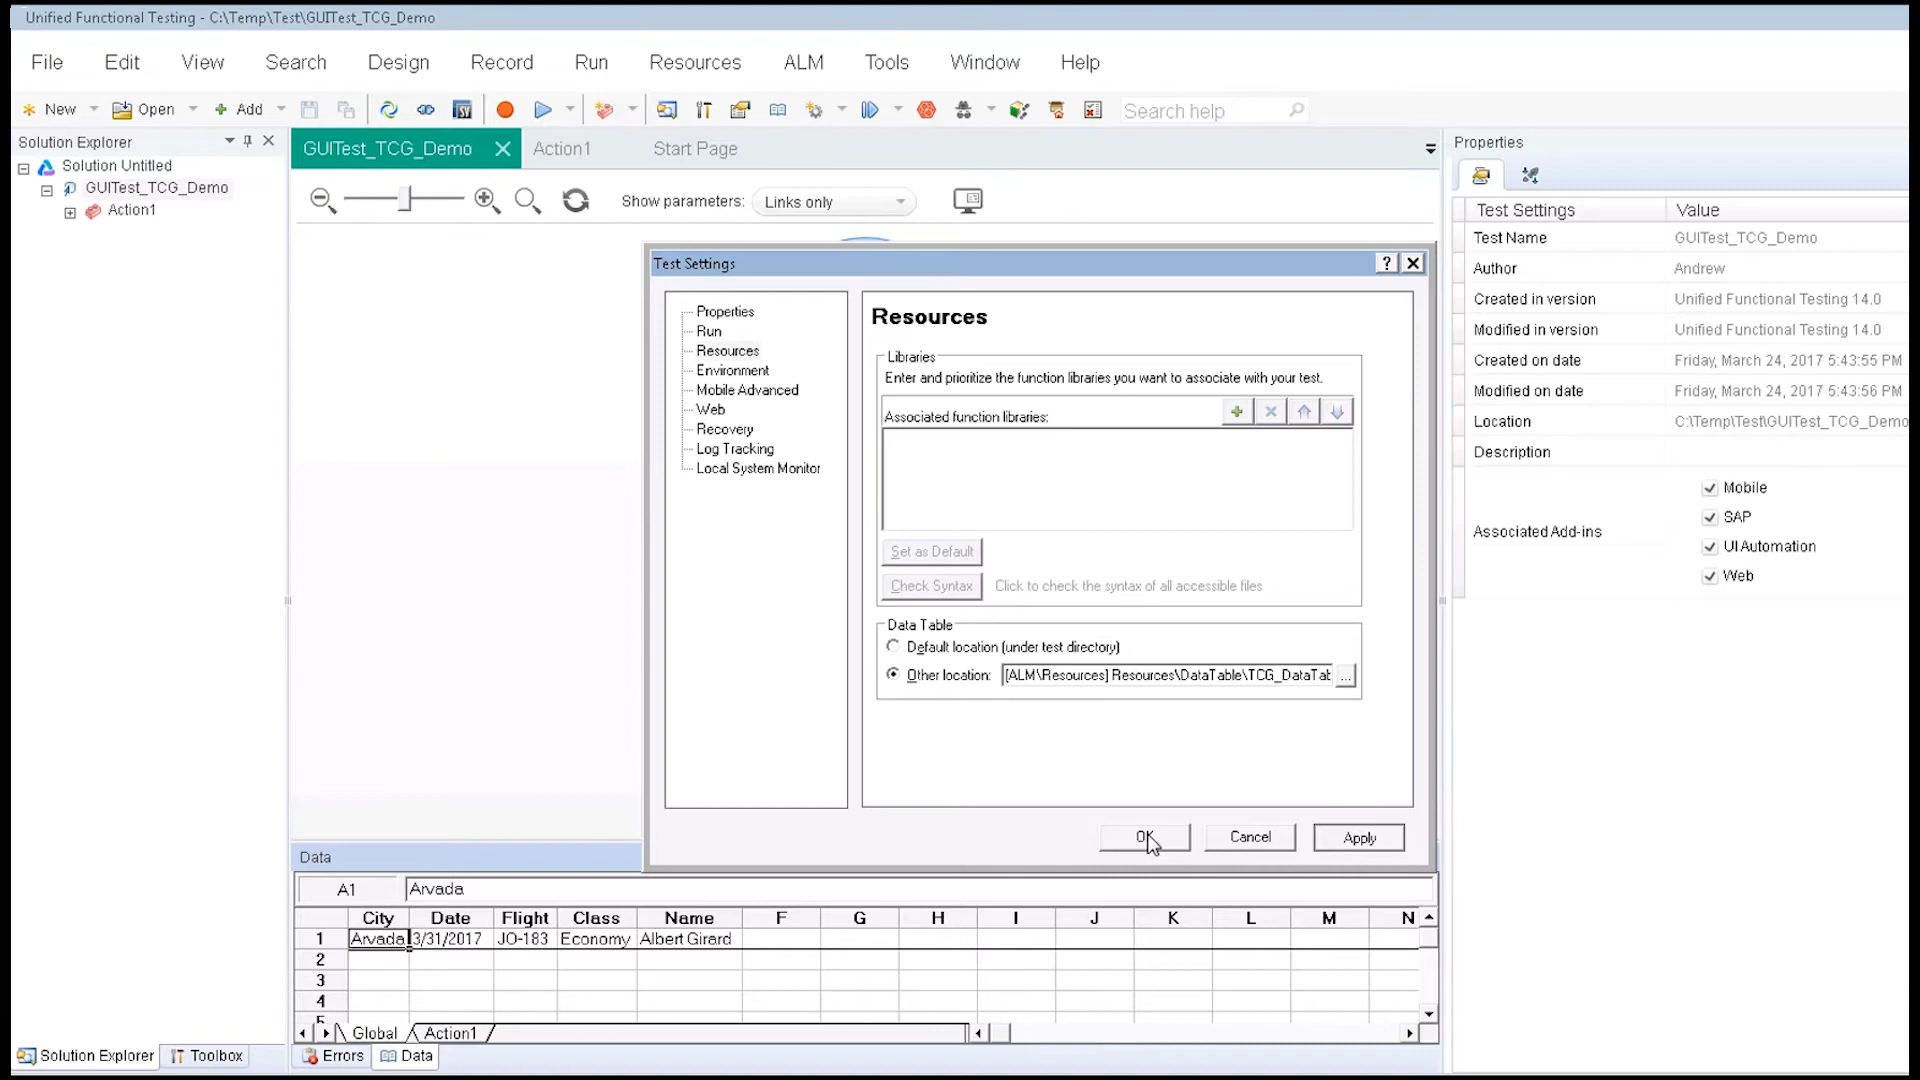 Unified Functional Testing - C:\Temp\Test\GUITest_TCG_Demo
File Edit View Search Design Record Run Resources ALM Tools Window Help
New Open Add Search help
Solution Explorer
Solution Untitled
GUITest_TCG_Demo
Action1
GUITest_TCG_Demo Action1 Start Page
Show parameters: Links only
Test Settings
Properties
Run
Resources
Environment
Mobile Advanced
Web
Recovery
Log Tracking
Local System Monitor
Resources
Libraries
Enter and prioritize the function libraries you want to associate with your test.
Associated function libraries:
Set as Default
Check Syntax Click to check the syntax of all accessible files
Data Table
Default location (under test directory)
Other location: [ALM\Resources] Resources\DataTable\TCG_DataTab ...
OK Cancel Apply
Properties
Test Settings Value
Test Name GUITest_TCG_Demo
Author Andrew
Created in version Unified Functional Testing 14.0
Modified in version Unified Functional Testing 14.0
Created on date Friday, March 24, 2017 5:43:55 PM
Modified on date Friday, March 24, 2017 5:43:56 PM
Location C:\Temp\Test\GUITest_TCG_Demo
Description
Associated Add-ins
Mobile
SAP
UI Automation
Web
Data
A1 Arvada
City Date Flight Class Name F G H I J K L M N
1 Arvada 3/31/2017 JO-183 Economy Albert Girard
2
3
4
5
Global Action1
Solution Explorer Toolbox Errors Data